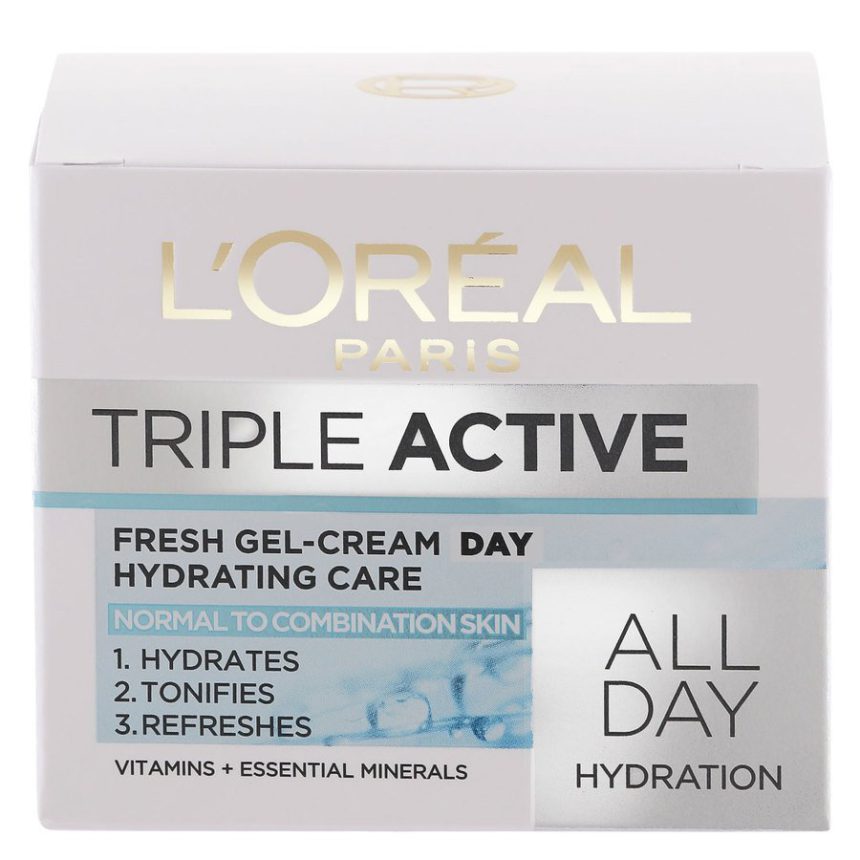 L'ORÉAL
PARIS
TRIPLE ACTIVE
FRESH GEL-CREAM DAY
HYDRATING CARE
NORMAL TO COMBINATION SKIN
1. HYDRATES
2. TONIFIES
3. REFRESHES
VITAMINS + ESSENTIAL MINERALS
ALL
DAY
HYDRATION